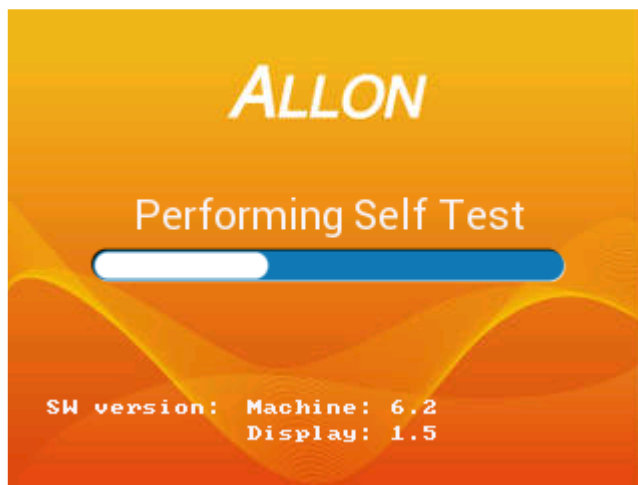 ALLON
Performing Self Test
SW version: Machine: 6.2
Display: 1.5